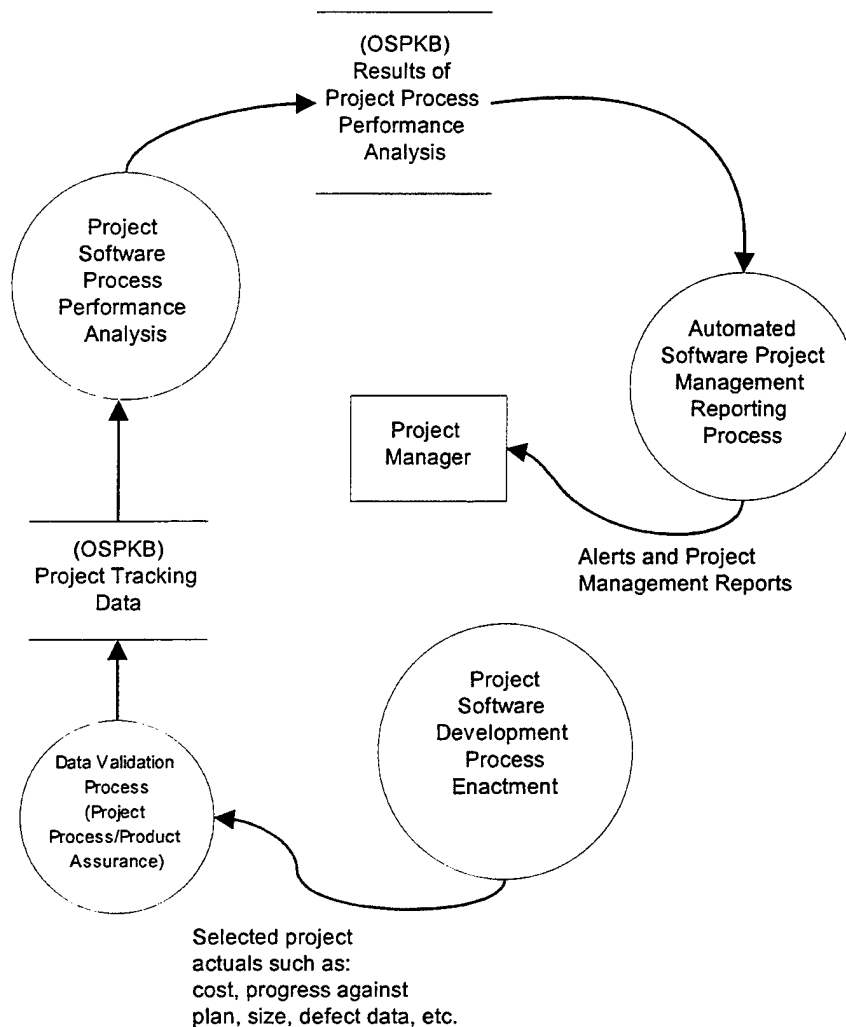 (OSPKB)
Results of
Project Process
Performance
Analysis
Project
Software
Process
Performance
Analysis
Automated
Software Project
Management
Reporting
Process
Project
Manager
Alerts and Project
Management Reports
(OSPKB)
Project Tracking
Data
Project
Software
Development
Process
Enactment
Data Validation
Process
(Project
Process/Product
Assurance)
Selected project
actuals such as:
cost, progress against
plan, size, defect data, etc.